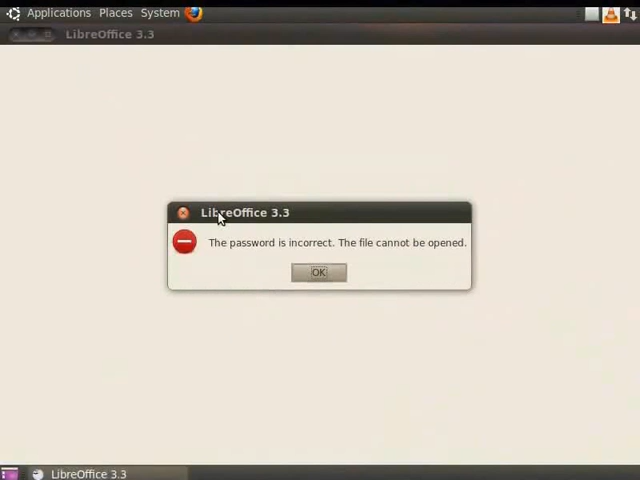 Applications Places System
LibreOffice 3.3
LibreOffice 3.3
The password is incorrect. The file cannot be opened.
OK
LibreOffice 3.3